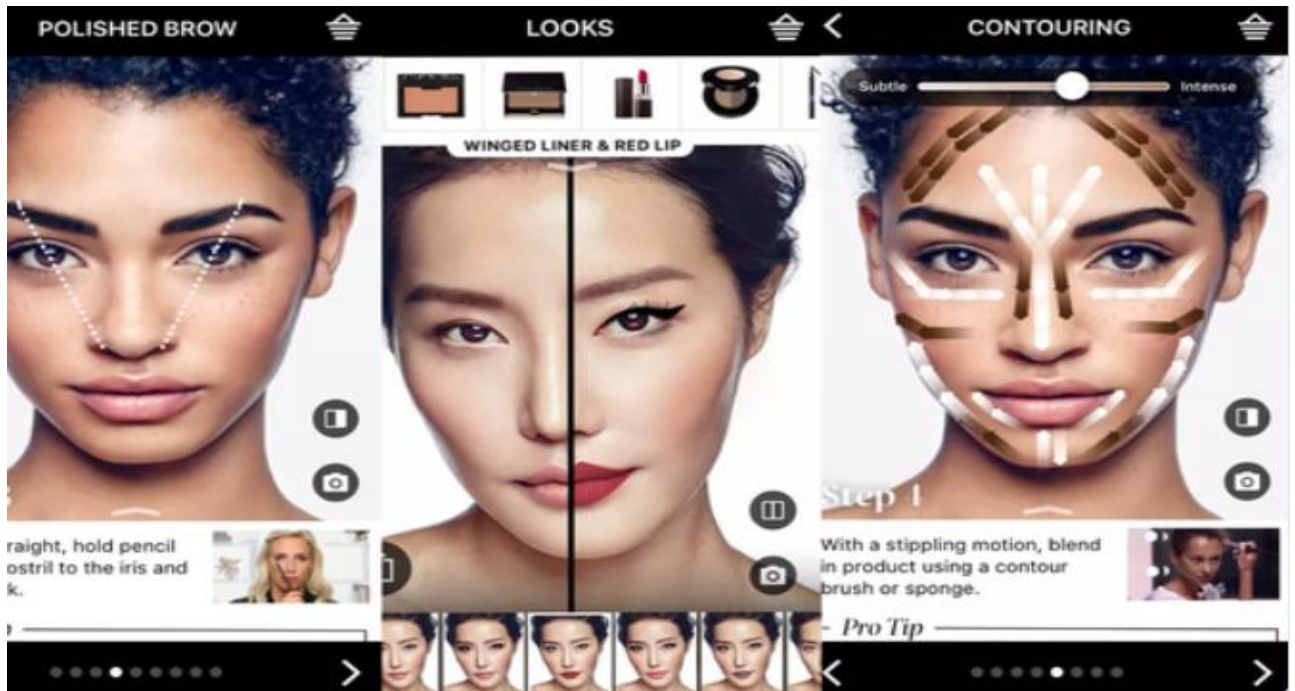 POLISHED BROW
raight, hold pencil
ostril to the iris and
k.
LOOKS
WINGED LINER & RED LIP
CONTOURING
Subtle
Intense
Step 4
With a stippling motion, blend
in product using a contour
brush or sponge.
Pro Tip